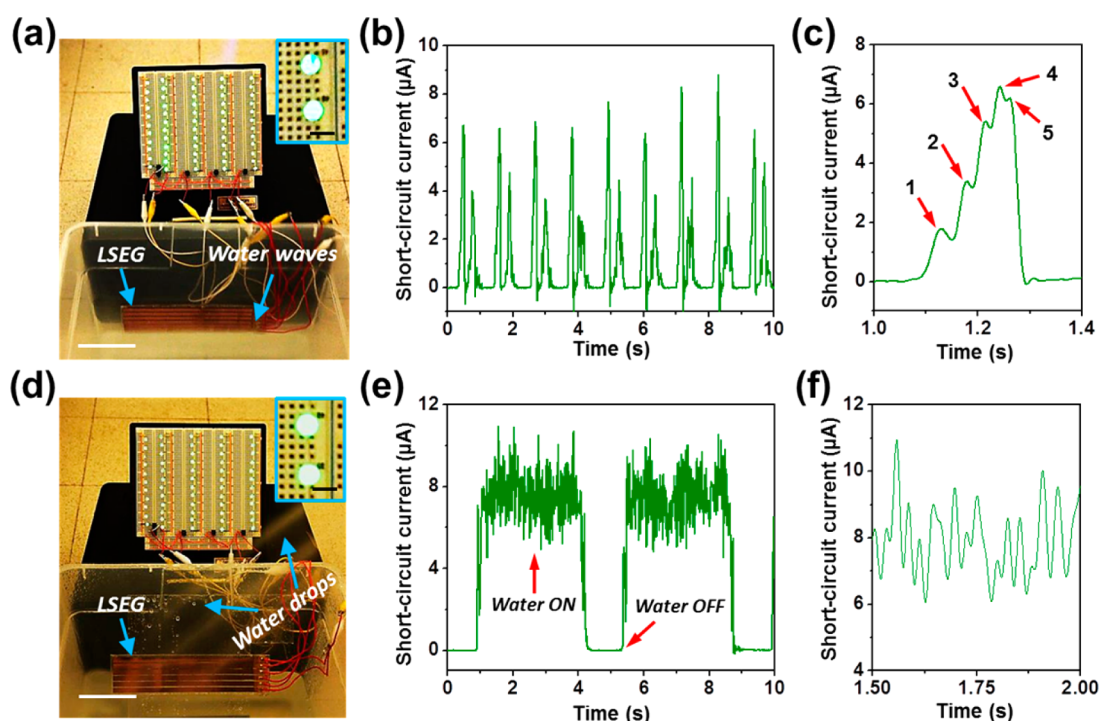 (a)
LSEG
Water waves
(b)
Short-circuit current (µA)
10
8
6
4
2
0
0 2 4 6 8 10
Time (s)
(c)
Short-circuit current (µA)
8
6
4
2
0
1
2
3
4
5
1.0 1.2 1.4
Time (s)
(d)
LSEG
Water drops
(e)
Short-circuit current (µA)
12
8
4
0
Water ON
Water OFF
0 2 4 6 8 10
Time (s)
(f)
Short-circuit current (µA)
12
10
8
6
4
1.50 1.75 2.00
Time (s)